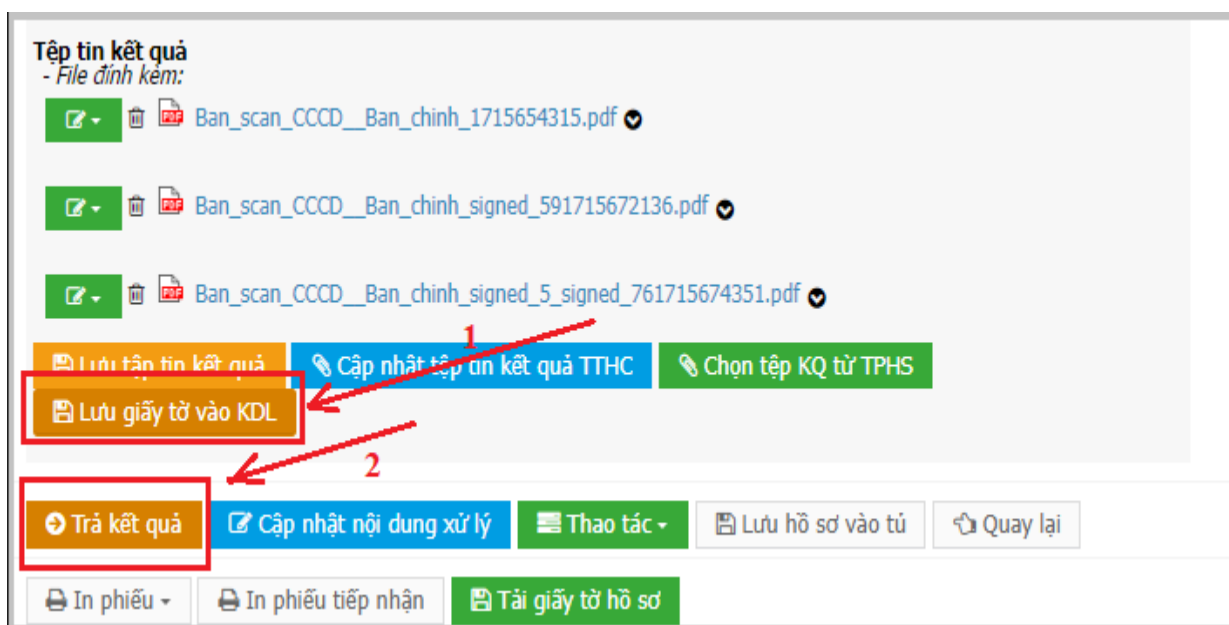 Tệp tin kết quả
- File đính kèm:
Ban_scan_CCCD__Ban_chinh_1715654315.pdf
Ban_scan_CCCD__Ban_chinh_signed_591715672136.pdf
Ban_scan_CCCD__Ban_chinh_signed_5_signed_761715674351.pdf
1
Lưu tập tin kết quả Cập nhật tệp tin kết quả TTHC Chọn tệp KQ từ TPHS
Lưu giấy tờ vào KDL
2
Trả kết quả Cập nhật nội dung xử lý Thao tác Lưu hồ sơ vào tủ Quay lại
In phiếu In phiếu tiếp nhận Tải giấy tờ hồ sơ